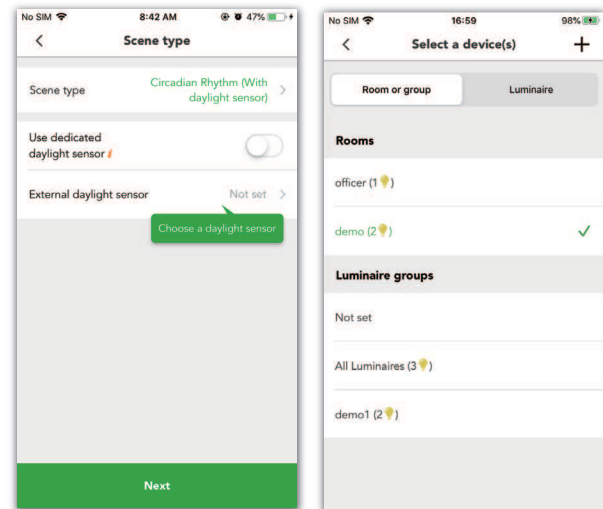 No SIM 8:42 AM 47%
Scene type
Scene type
Circadian Rhythm (With
daylight sensor)
Use dedicated
daylight sensor i
External daylight sensor Not set
Choose a daylight sensor
Next
No SIM 16:59 98%
Select a device(s)
Room or group Luminaire
Rooms
officer (1)
demo (2)
Luminaire groups
Not set
All Luminaires (3)
demo1 (2)